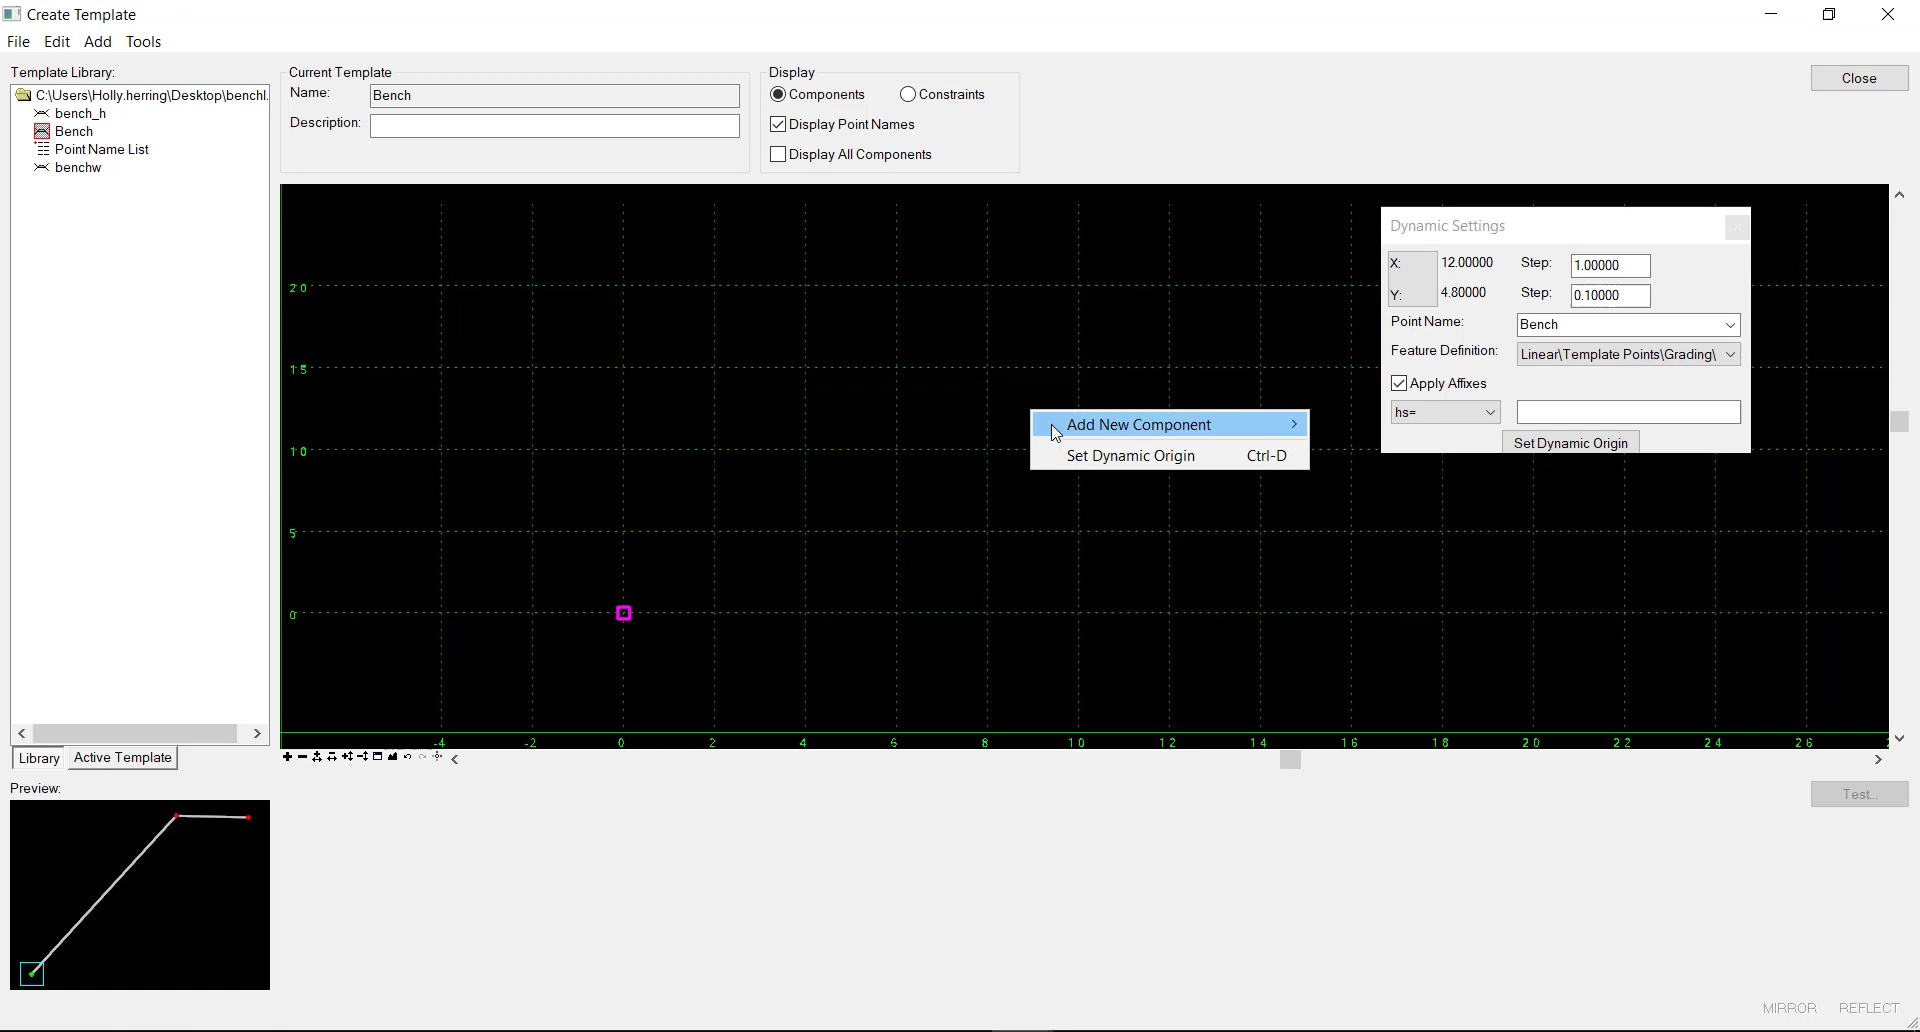 Create Template
File Edit Add Tools
Template Library:
C:\Users\Holly.herring\Desktop\benchl.
bench_h
Bench
Point Name List
benchw
Library Active Template
Preview:
Current Template
Name: Bench
Description:
Display
Components Constraints
Display Point Names
Display All Components
Close
20
15
10
5
0
-4 -2 0 2 4 6 8 10 12 14 16 18 20 22 24 26
Add New Component
Set Dynamic Origin Ctrl-D
Dynamic Settings
X: 12.00000 Step: 1.00000
Y: 4.80000 Step: 0.10000
Point Name: Bench
Feature Definition: Linear\Template Points\Grading\
Apply Affixes
hs=
Set Dynamic Origin
Test...
MIRROR REFLECT